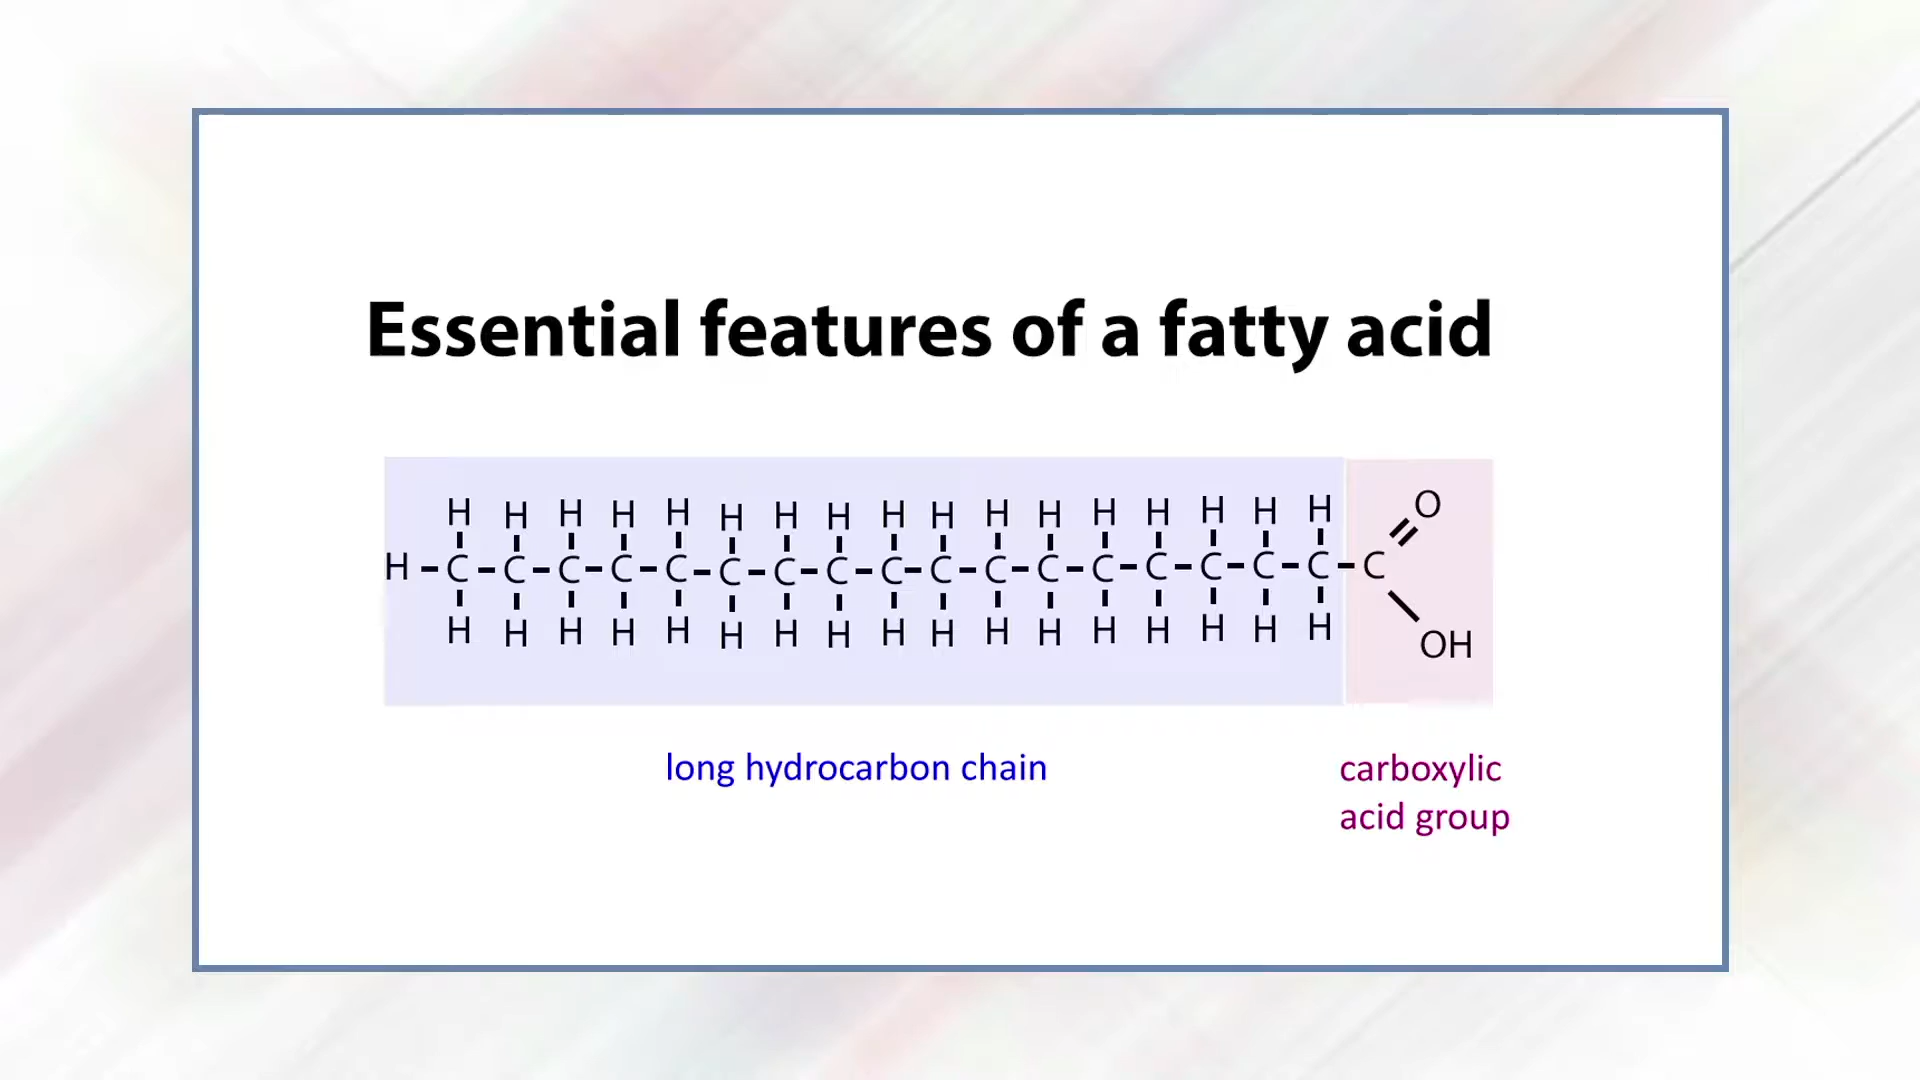 Essential features of a fatty acid
H H H H H H H H H H H H H H H H H O
H - C - C - C - C - C - C - C - C - C - C - C - C - C - C - C - C - C - C
H H H H H H H H H H H H H H H H H OH
long hydrocarbon chain
carboxylic
acid group